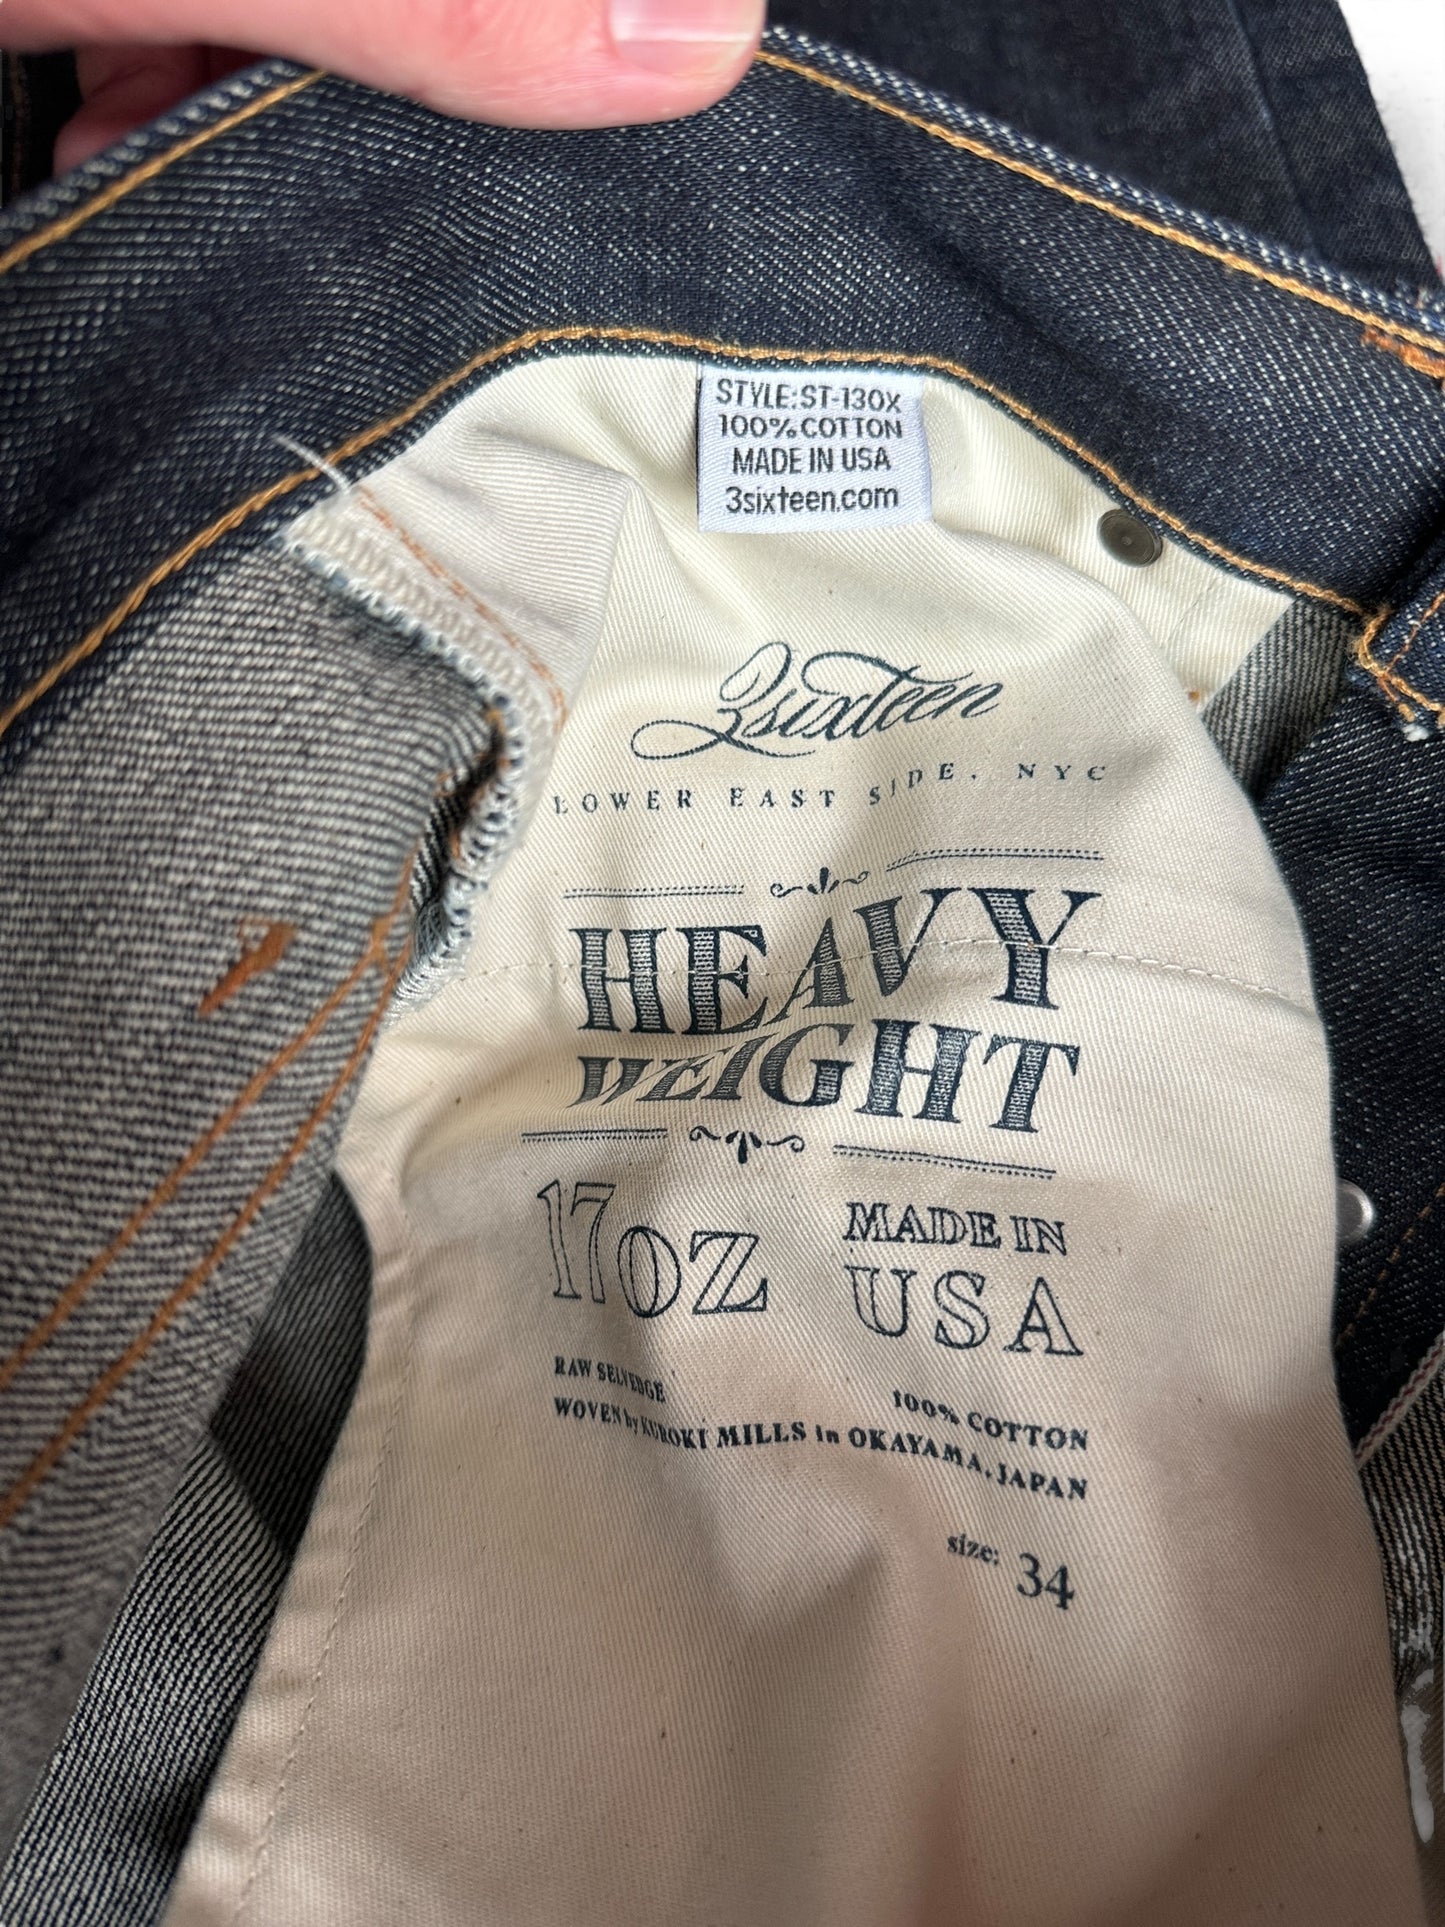 STYLE: ST-130X
100% COTTON
MADE IN USA
3sixteen.com
3sixteen
LOWER EAST SIDE, NYC
HEAVY
WEIGHT
17OZ
MADE IN
USA
RAW SELVEDGE
100% COTTON
WOVEN by KUROKI MILLS in OKAYAMA, JAPAN
size: 34